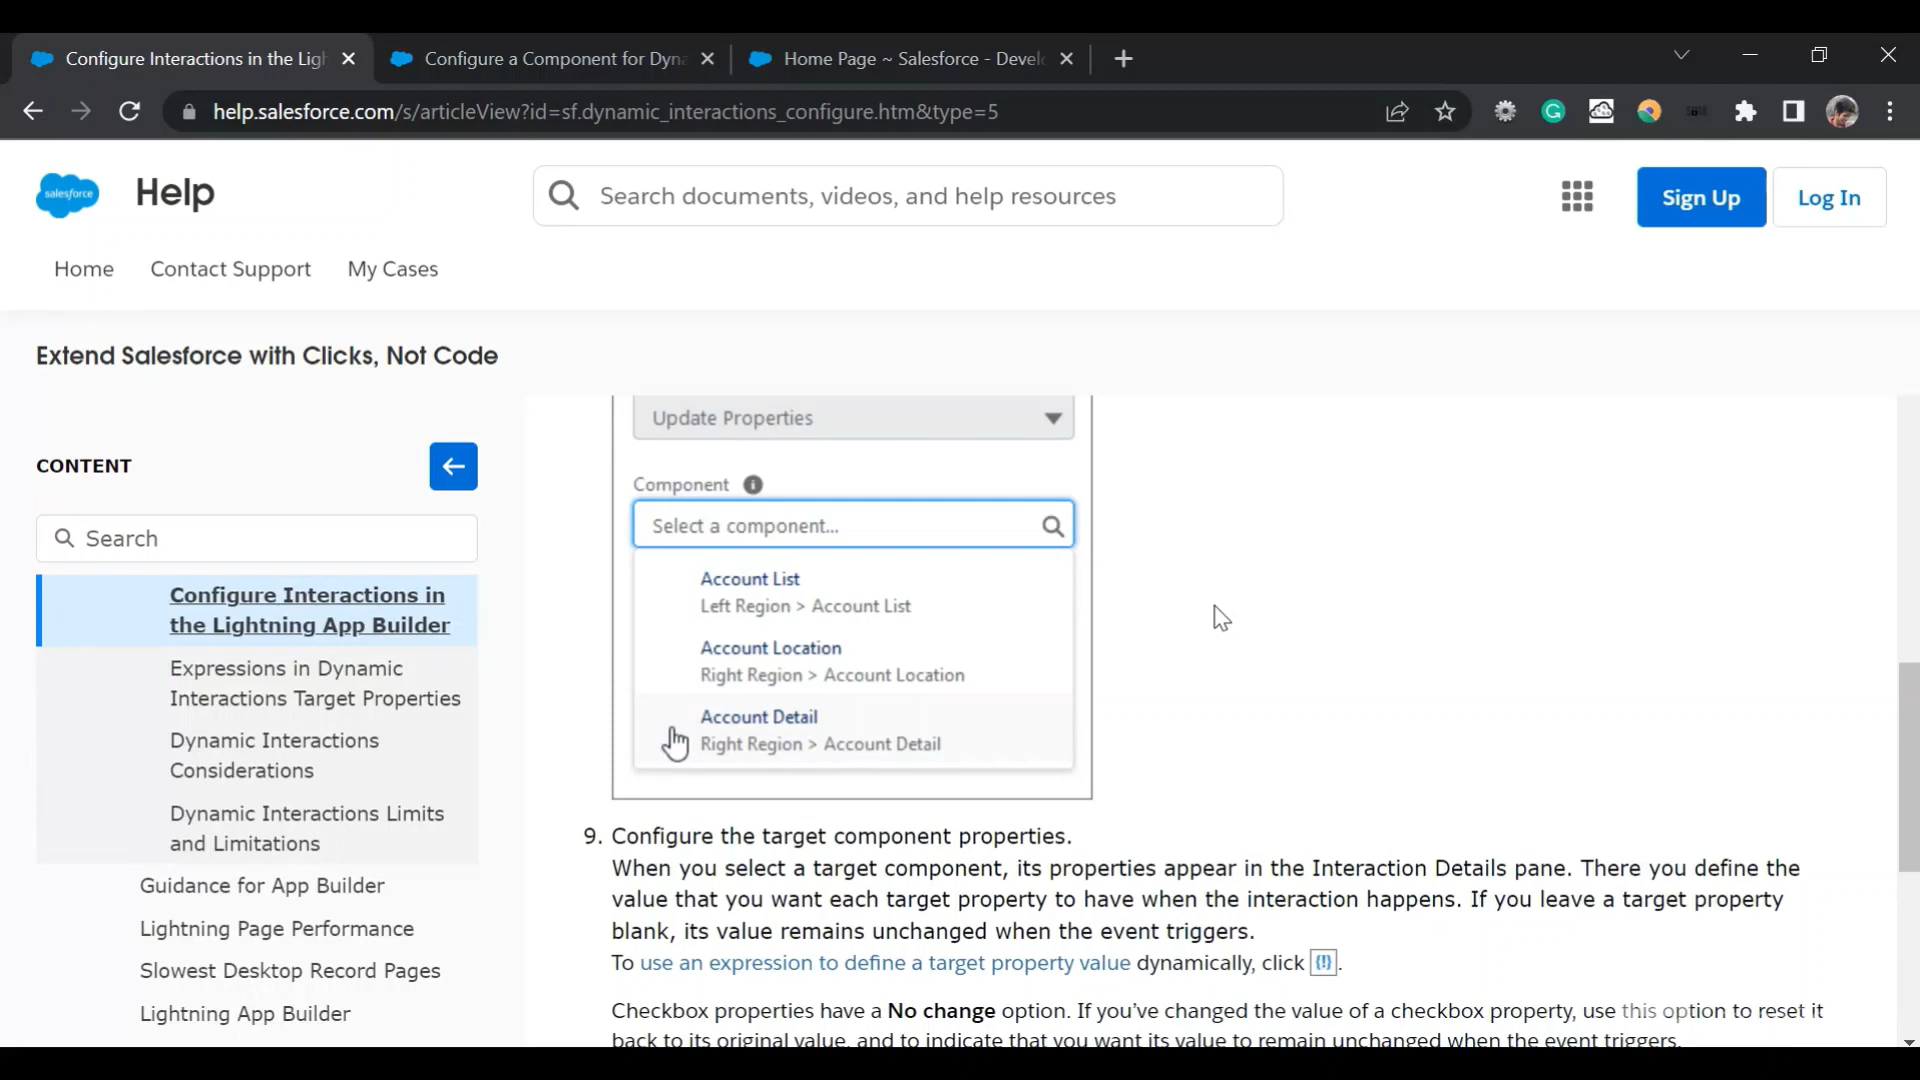 Configure Interactions in the Ligh
Configure a Component for Dyna
Home Page ~ Salesforce - Develo
help.salesforce.com/s/articleView?id=sf.dynamic_interactions_configure.htm&type=5
salesforce
Help
Search documents, videos, and help resources
Sign Up
Log In
Home
Contact Support
My Cases
Extend Salesforce with Clicks, Not Code
CONTENT
Search
Configure Interactions in
the Lightning App Builder
Expressions in Dynamic
Interactions Target Properties
Dynamic Interactions
Considerations
Dynamic Interactions Limits
and Limitations
Guidance for App Builder
Lightning Page Performance
Slowest Desktop Record Pages
Lightning App Builder
Update Properties
Component
Select a component...
Account List
Left Region > Account List
Account Location
Right Region > Account Location
Account Detail
Right Region > Account Detail
9. Configure the target component properties.
When you select a target component, its properties appear in the Interaction Details pane. There you define the
value that you want each target property to have when the interaction happens. If you leave a target property
blank, its value remains unchanged when the event triggers.
To use an expression to define a target property value dynamically, click {!}.
Checkbox properties have a No change option. If you’ve changed the value of a checkbox property, use this option to reset it
back to its original value, and to indicate that you want its value to remain unchanged when the event triggers.